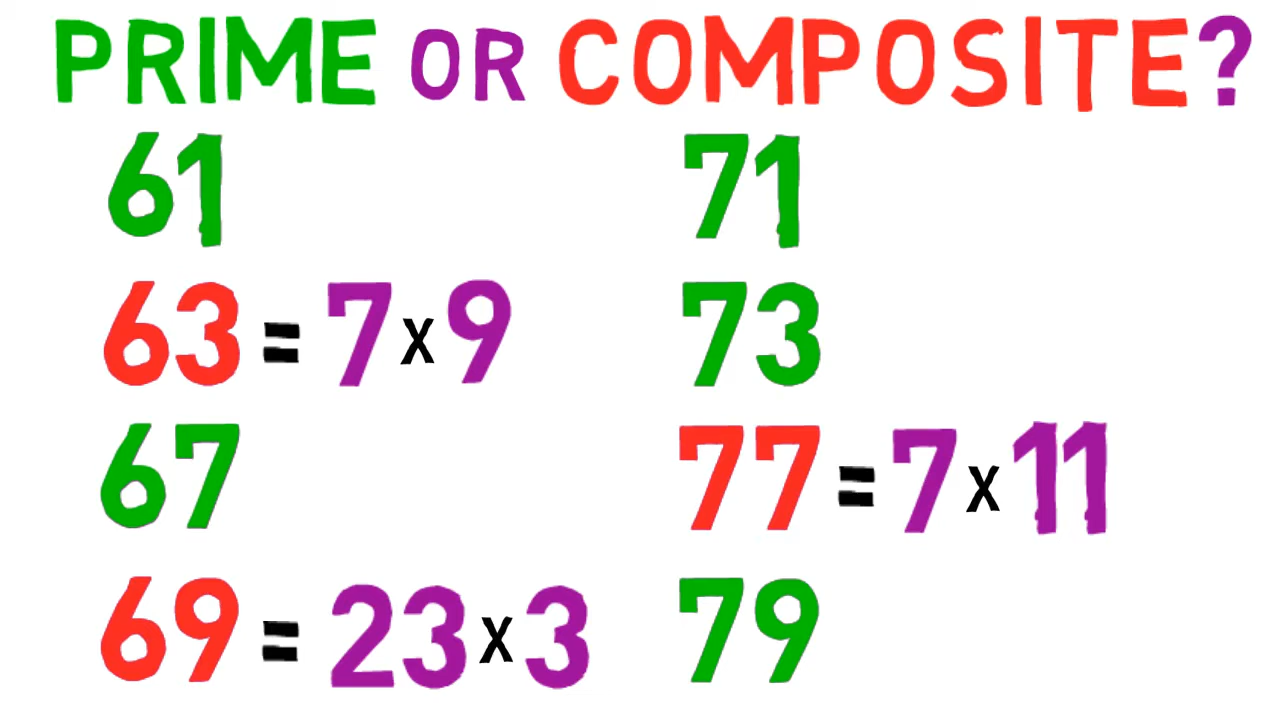 PRIME OR COMPOSITE?
61
63 = 7 x 9
67
69 = 23 x 3
71
73
77 = 7 x 11
79